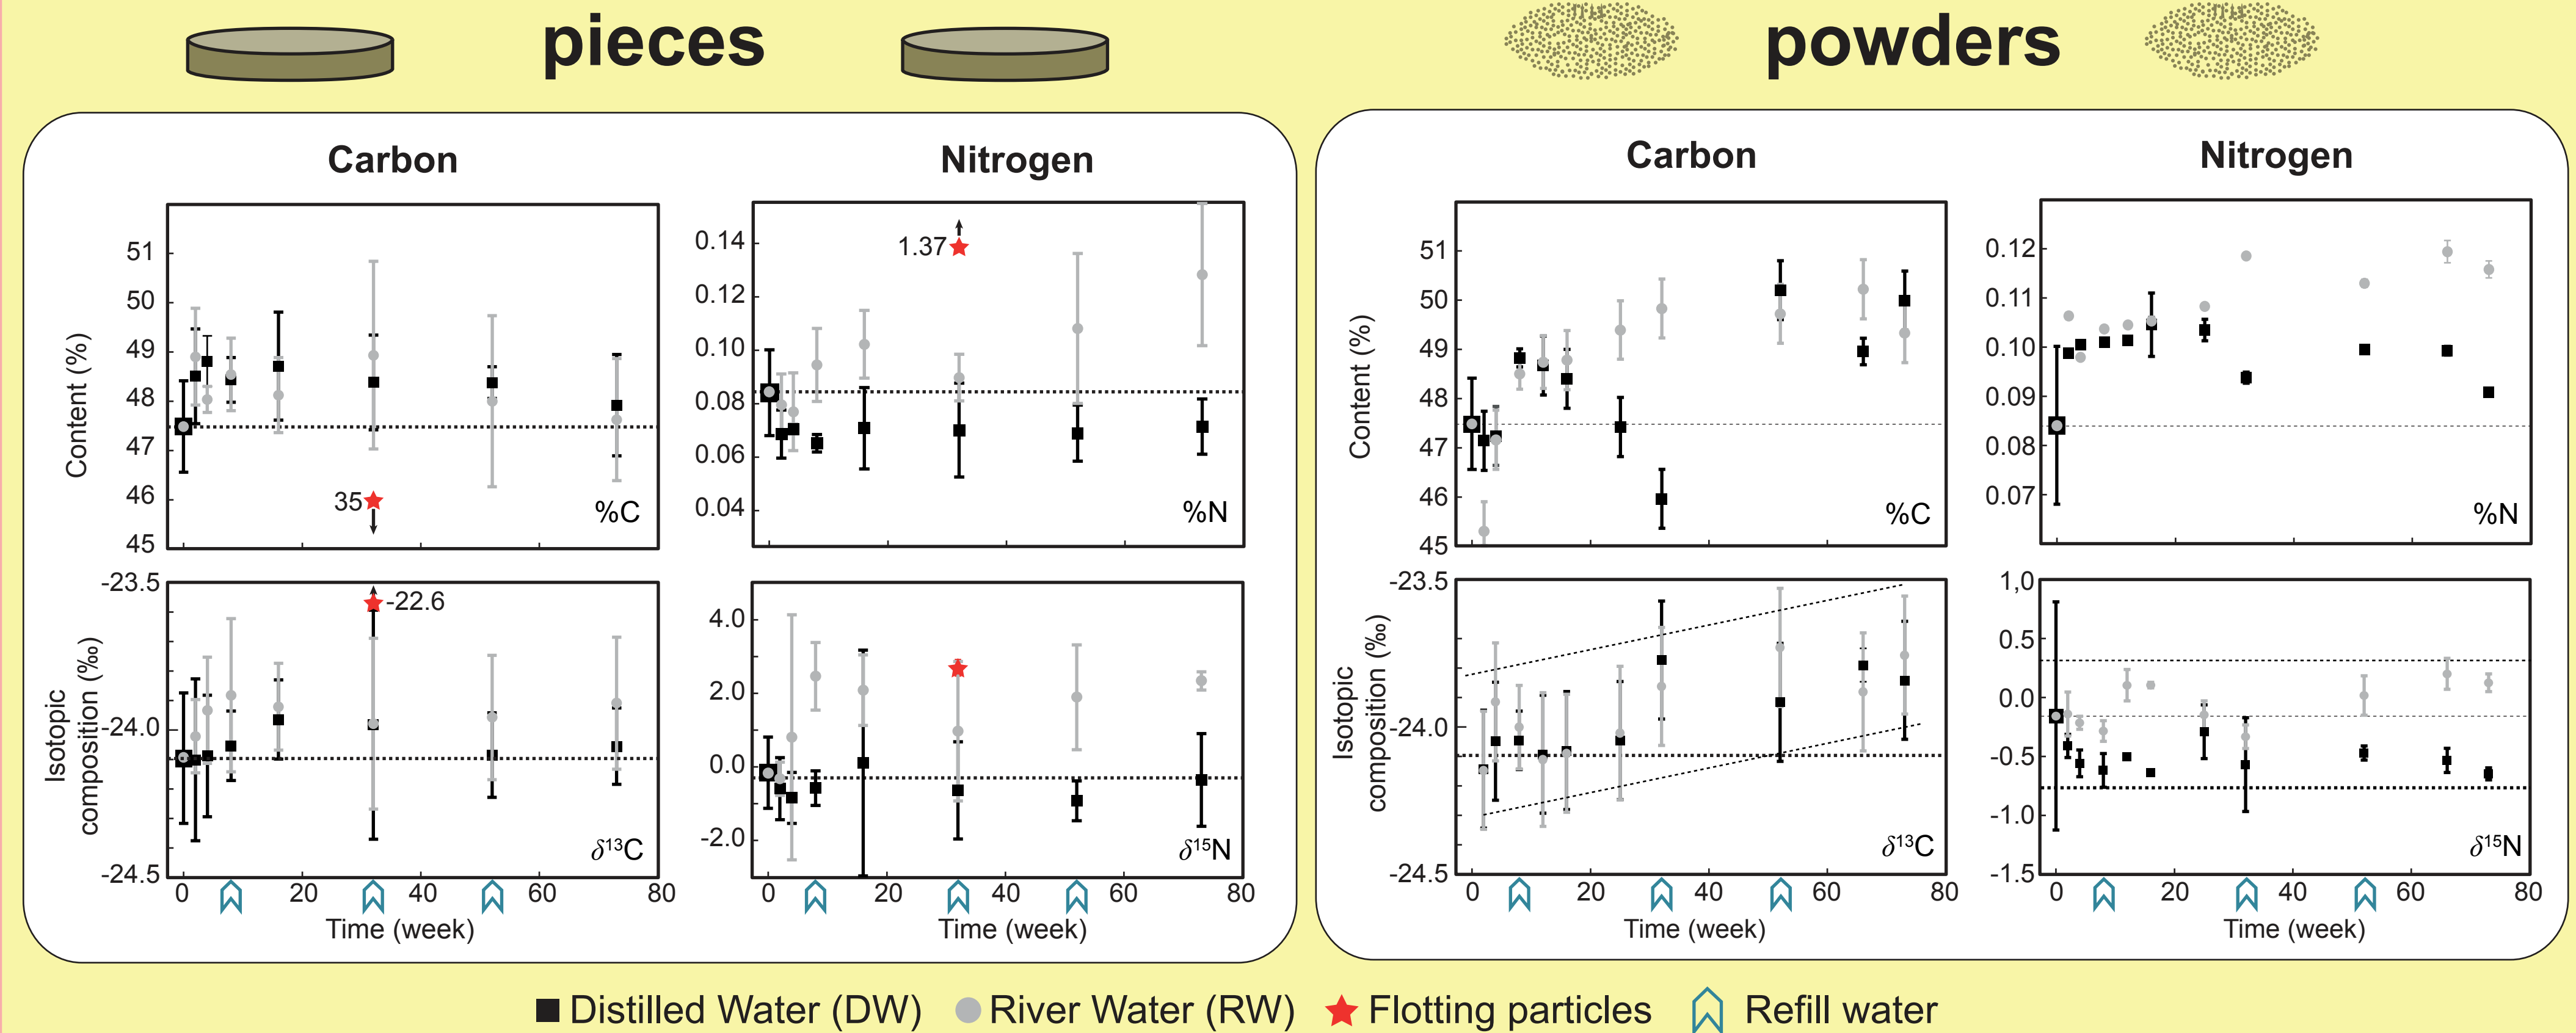 pieces
powders
Carbon
Nitrogen
Content (%)
51
50
49
48
47
46
45
35
%C
0.14
0.12
0.10
0.08
0.06
0.04
1.37
%N
Isotopic
composition (‰)
-23.5
-24.0
-24.5
-22.6
δ¹³C
0 20 40 60 80
Time (week)
4.0
2.0
0.0
-2.0
δ¹⁵N
0 20 40 60 80
Time (week)
Carbon
Nitrogen
Content (%)
51
50
49
48
47
46
45
%C
0.12
0.11
0.10
0.09
0.08
0.07
%N
Isotopic
composition (‰)
-23.5
-24.0
-24.5
δ¹³C
0 20 40 60 80
Time (week)
1,0
0.5
0.0
-0.5
-1.0
-1.5
δ¹⁵N
0 20 40 60 80
Time (week)
Distilled Water (DW) River Water (RW) Flotting particles Refill water